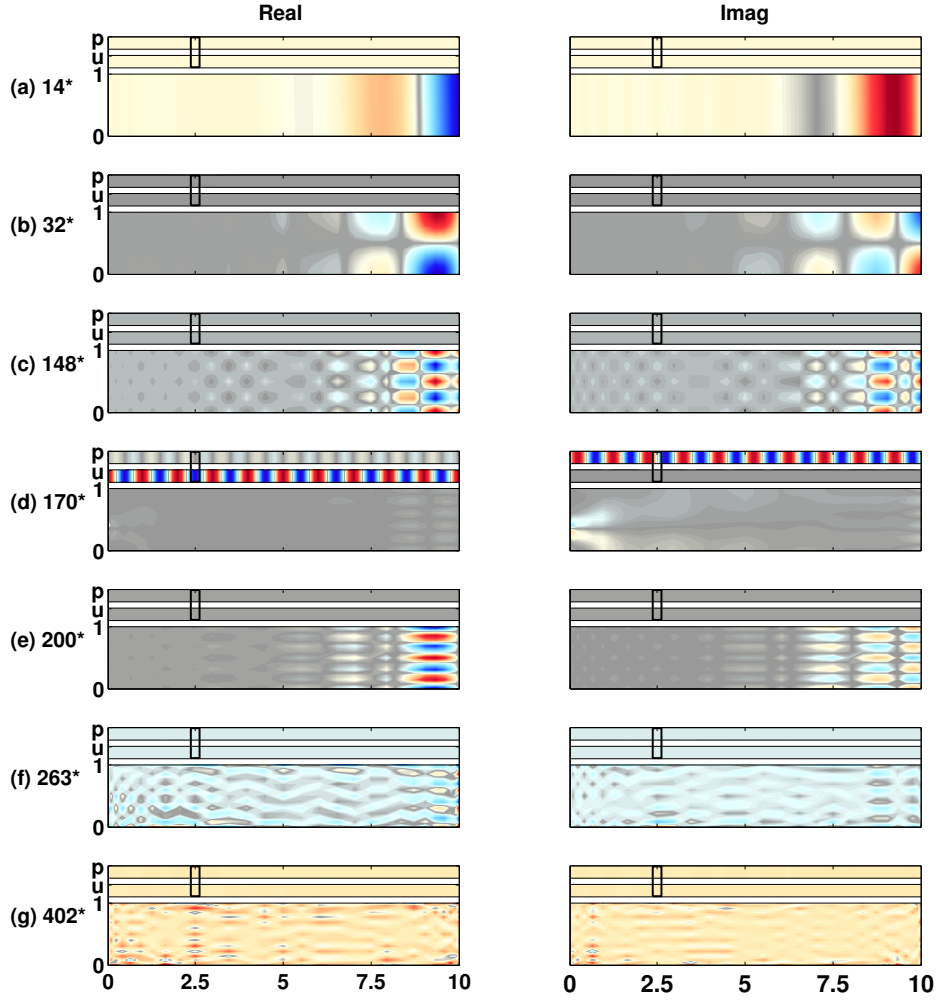 Real Imag
p
u
1
(a) 14*
0
p
u
1
(b) 32*
0
p
u
1
(c) 148*
0
p
u
1
(d) 170*
0
p
u
1
(e) 200*
0
p
u
1
(f) 263*
0
p
u
1
(g) 402*
0
0 2.5 5 7.5 10 0 2.5 5 7.5 10